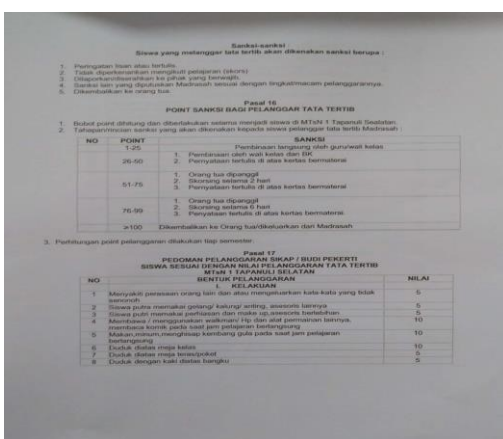 Sanksi-sanksi :
Siswa yang melanggar tata tertib akan dikenakan sanksi berupa :
1. Peringatan lisan atau tertulis.
2. Tidak diperkenankan mengikuti pelajaran (skors)
3. Dilaporkan/diserahkan ke pihak yang berwajib.
4. Sanksi lain yang diputuskan Madrasah sesuai dengan tingkat/macam pelanggarannya.
5. Dikembalikan ke orang tua.
Pasal 16
POINT SANKSI BAGI PELANGGAR TATA TERTIB
1. Bobot point dihitung dan diberlakukan selama menjadi siswa di MTsN 1 Tapanuli Seatatan.
2. Tahapan/rincian sanksi yang akan dikenakan kepada siswa pelanggar tata tertib Madrasah :
NO POINT SANKSI
1-25 Pembinaan langsung oleh guru/wali kelas
26-50 1. Pembinaan oleh wali kelas dan BK
2. Pernyataan tertulis di atas kertas bermaterai
51-75 1. Orang tua dipanggil
2. Skorsing selama 2 hari
3. Pernyataan tertulis di atas kertas bermaterai
76-99 1. Orang tua dipanggil
2. Skorsing selama 6 hari
3. Pernyataan tertulis di atas kertas bermaterai.
≥100 Dikembalikan ke Orang tua/dikeluarkan dari Madrasah
3. Perhitungan point pelanggaran dilakukan tiap semester.
Pasal 17
PEDOMAN PELANGGARAN SIKAP / BUDI PEKERTI
SISWA SESUAI DENGAN NILAI PELANGGARAN TATA TERTIB
MTsN 1 TAPANULI SELATAN
NO BENTUK PELANGGARAN NILAI
I. KELAKUAN
1 Menyakiti perasaan orang lain dan atau mengeluarkan kata-kata yang tidak senonoh 5
2 Siswa putra memakai gelang/ kalung/ anting, asesoris lainnya 5
3 Siswa putri memakai perhiasan dan make up,asesoris berlebihan 5
4 Membawa / menggunakan walkman/ Hp dan alat permainan lainnya, membaca komik pada saat jam pelajaran berlangsung 10
5 Makan,minum,menghisap kembang gula pada saat jam pelajaran berlangsung 10
6 Duduk diatas meja kelas 10
7 Duduk diatas meja teras/pokat 5
8 Duduk dengan kaki diatas bangku 5